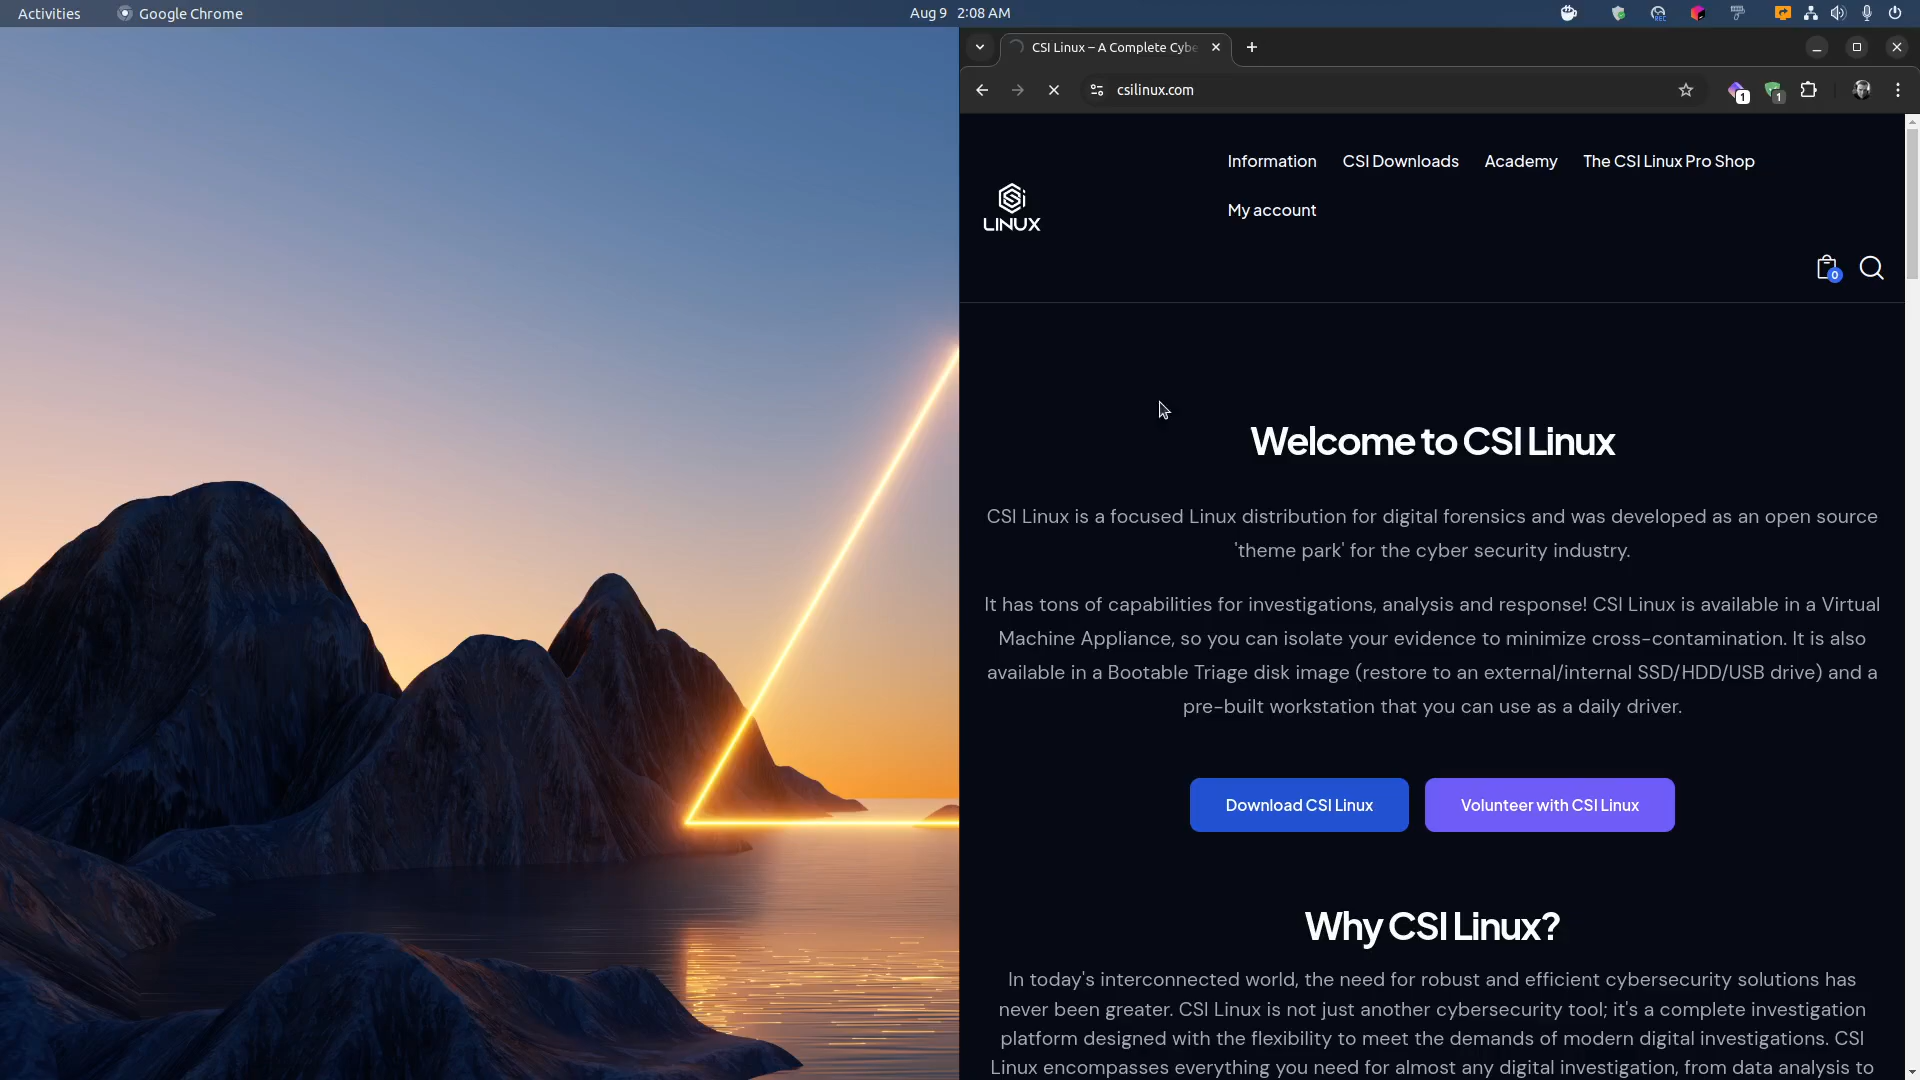 Activities
Google Chrome
Aug 9 2:08 AM
REC
CSI Linux – A Complete Cybe
csilinux.com
1
1
LINUX
Information
CSI Downloads
Academy
The CSI Linux Pro Shop
My account
0
Welcome to CSI Linux
CSI Linux is a focused Linux distribution for digital forensics and was developed as an open source
'theme park' for the cyber security industry.
It has tons of capabilities for investigations, analysis and response! CSI Linux is available in a Virtual
Machine Appliance, so you can isolate your evidence to minimize cross-contamination. It is also
available in a Bootable Triage disk image (restore to an external/internal SSD/HDD/USB drive) and a
pre-built workstation that you can use as a daily driver.
Download CSI Linux
Volunteer with CSI Linux
Why CSI Linux?
In today's interconnected world, the need for robust and efficient cybersecurity solutions has
never been greater. CSI Linux is not just another cybersecurity tool; it's a complete investigation
platform designed with the flexibility to meet the demands of modern digital investigations. CSI
Linux encompasses everything you need for almost any digital investigation, from data analysis to